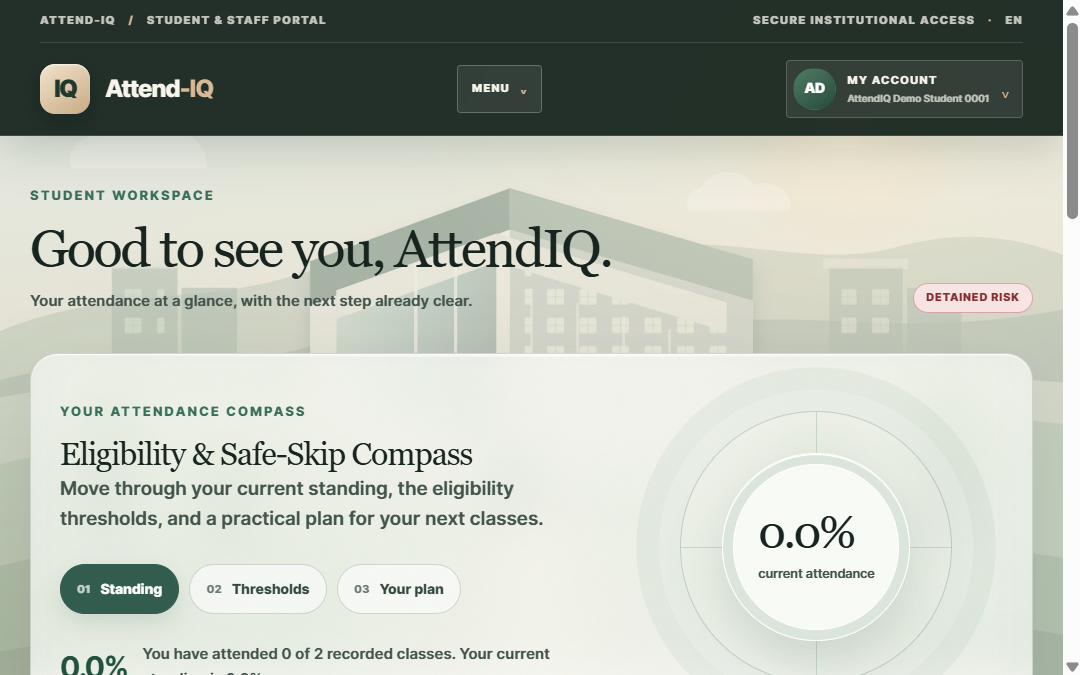 ATTEND-IQ / STUDENT & STAFF PORTAL
SECURE INSTITUTIONAL ACCESS · EN
IQ Attend-IQ
MENU v
AD
MY ACCOUNT
AttendIQ Demo Student 0001 v
STUDENT WORKSPACE
Good to see you, AttendIQ.
Your attendance at a glance, with the next step already clear.
DETAINED RISK
YOUR ATTENDANCE COMPASS
Eligibility & Safe-Skip Compass
Move through your current standing, the eligibility
thresholds, and a practical plan for your next classes.
01 Standing
02 Thresholds
03 Your plan
0.0%
current attendance
0.0%
You have attended 0 of 2 recorded classes. Your current